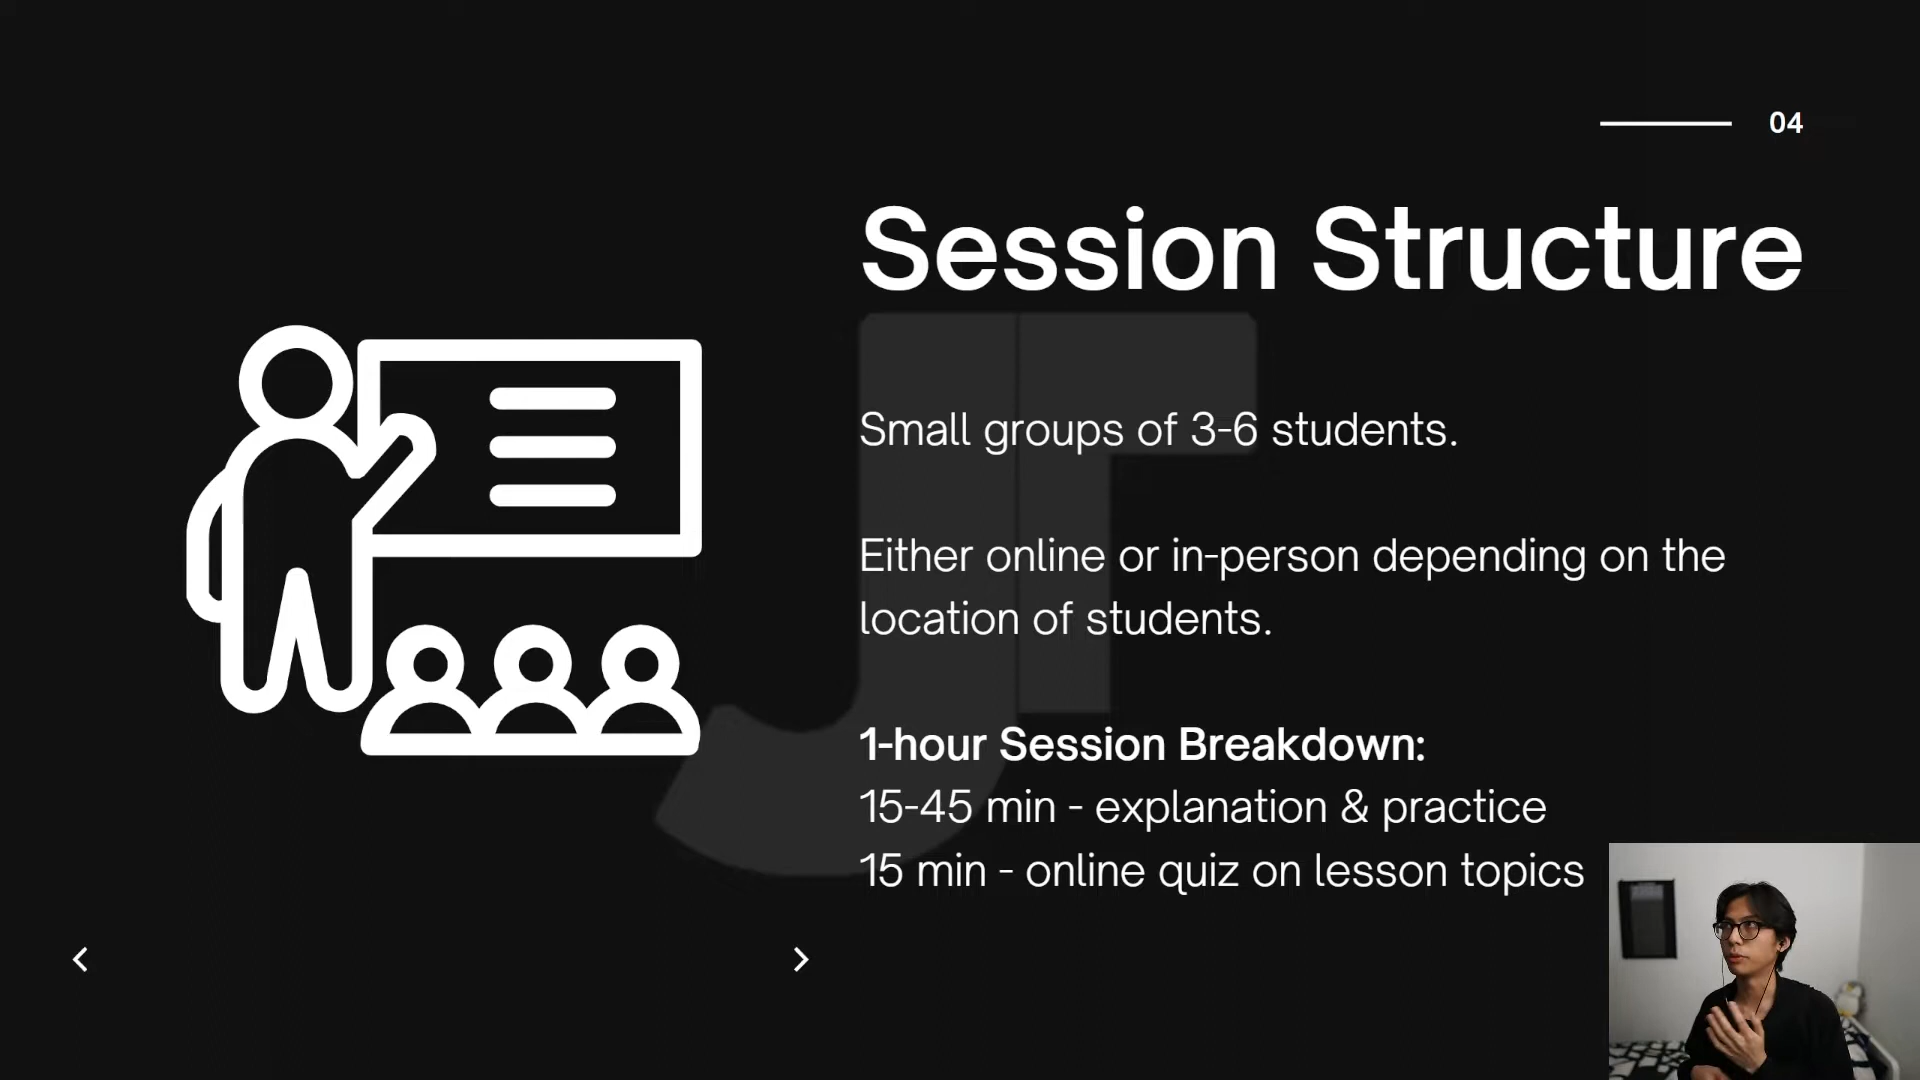 04
Session Structure
Small groups of 3-6 students.
Either online or in-person depending on the
location of students.
1-hour Session Breakdown:
15-45 min - explanation & practice
15 min - online quiz on lesson topics